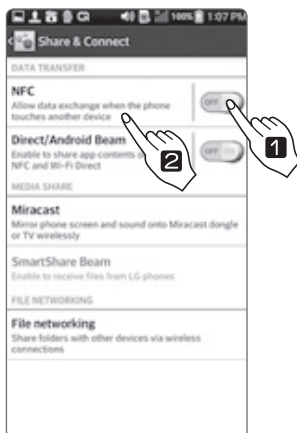 100% 1:07 PM
Share & Connect
DATA TRANSFER
NFC
Allow data exchange when the phone
touches another device
OFF
1
Direct/Android Beam
Enable to share app contents
NFC and Wi-Fi Direct
OFF
2
MEDIA SHARE
Miracast
Mirror phone screen and sound onto Miracast dongle
or TV wirelessly
SmartShare Beam
Enable to receive files from LG phones
FILE NETWORKING
File networking
Share folders with other devices via wireless
connections